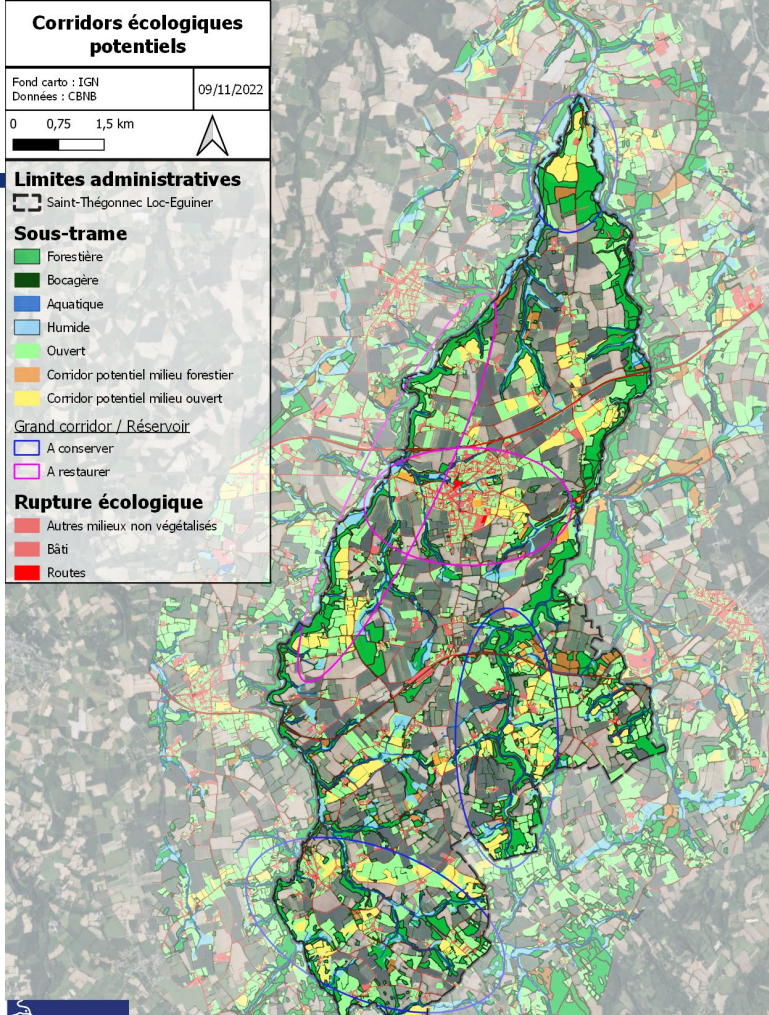 Corridors écologiques
potentiels
Fond carto : IGN
Données : CBNB
09/11/2022
0 0,75 1,5 km
Limites administratives
Saint-Thégonnec Loc-Eguiner
Sous-trame
Forestière
Bocagère
Aquatique
Humide
Ouvert
Corridor potentiel milieu forestier
Corridor potentiel milieu ouvert
Grand corridor / Réservoir
A conserver
A restaurer
Rupture écologique
Autres milieux non végétalisés
Bâti
Routes